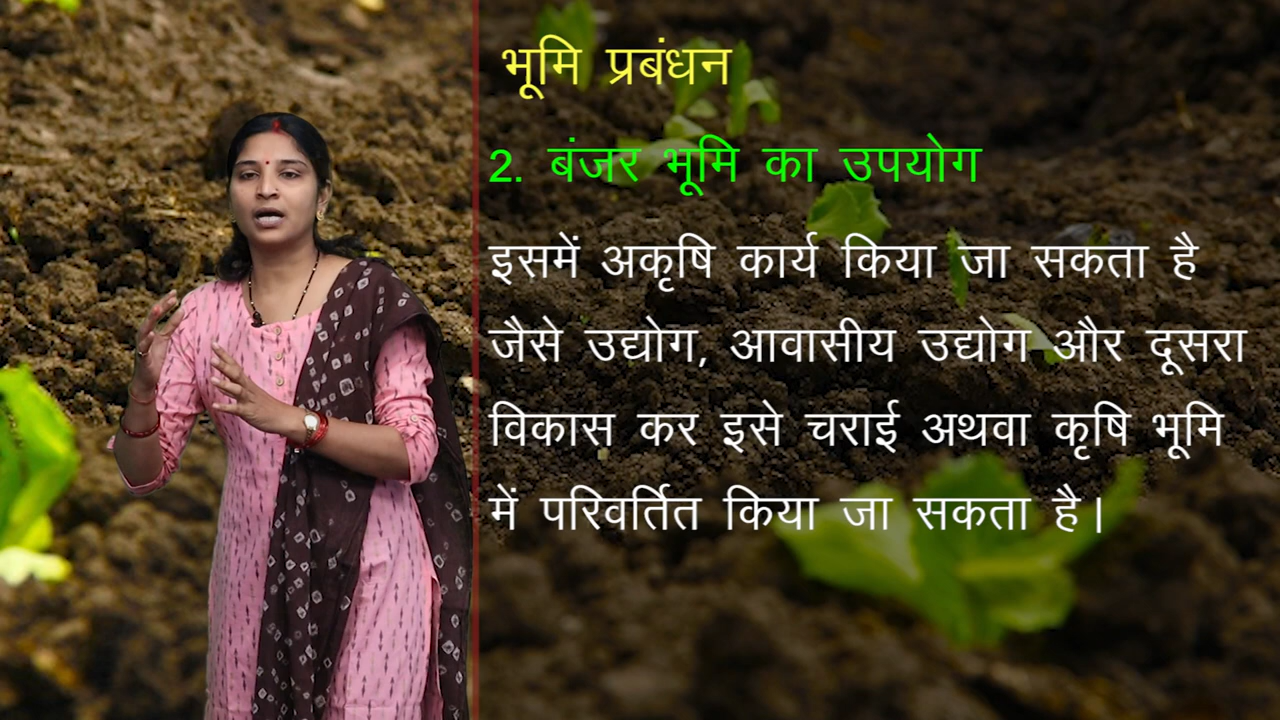 भूमि प्रबंधन
2. बंजर भूमि का उपयोग
इसमें अकृषि कार्य किया जा सकता है
जैसे उद्योग, आवासीय उद्योग और दूसरा
विकास कर इसे चराई अथवा कृषि भूमि
में परिवर्तित किया जा सकता है।